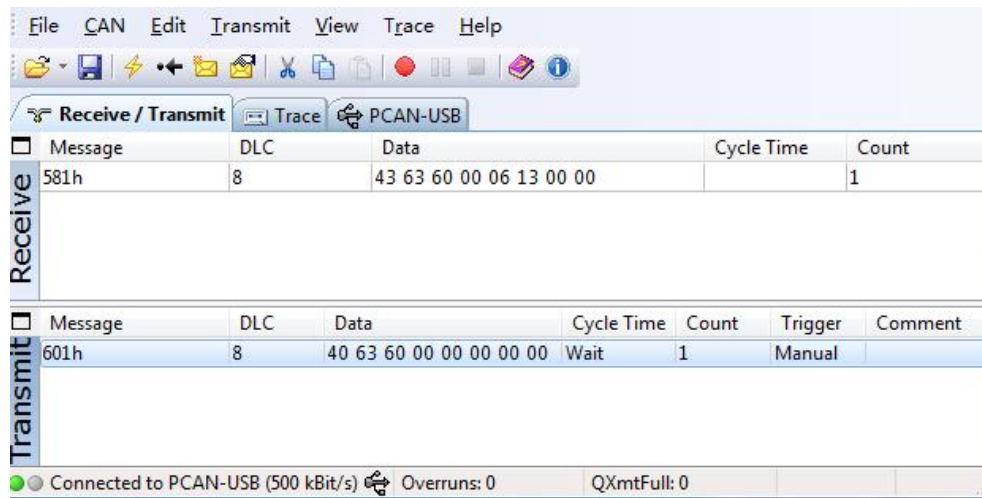 File CAN Edit Transmit View Trace Help
Receive / Transmit Trace PCAN-USB
Message DLC Data Cycle Time Count
581h 8 43 63 60 00 06 13 00 00 1
Receive
Message DLC Data Cycle Time Count Trigger Comment
601h 8 40 63 60 00 00 00 00 00 Wait 1 Manual
Transmit
Connected to PCAN-USB (500 kBit/s) Overruns: 0 QXmtFull: 0